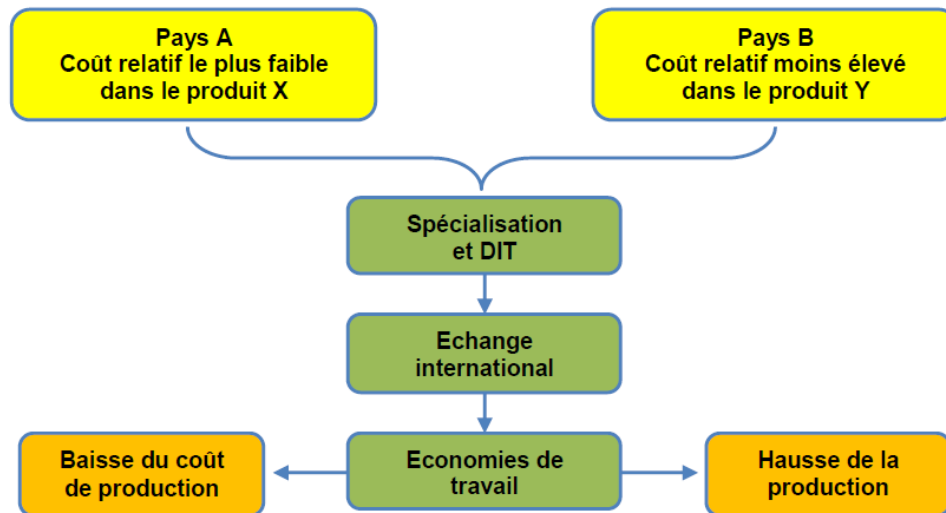 Pays A
Coût relatif le plus faible
dans le produit X
Pays B
Coût relatif moins élevé
dans le produit Y
Spécialisation
et DIT
Echange
international
Economies de
travail
Baisse du coût
de production
Hausse de la
production